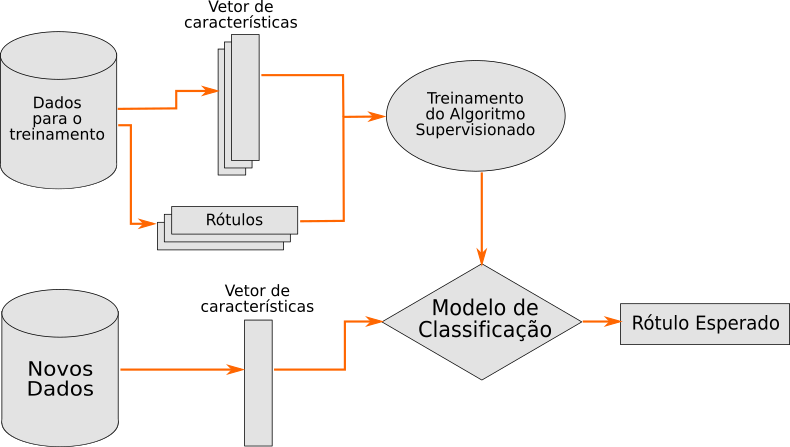 Vetor de
características
Dados
para o
treinamento
Treinamento
do Algoritmo
Supervisionado
Rótulos
Vetor de
características
Modelo de
Classificação
Rótulo Esperado
Novos
Dados